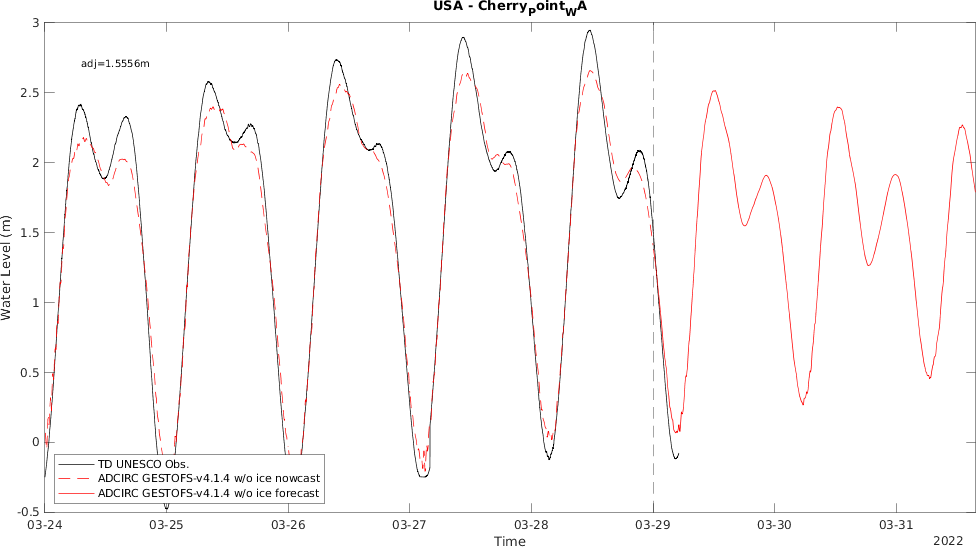 USA - CherryPointWA
adj=1.5556m
3
2.5
2
1.5
1
0.5
0
-0.5
Water Level (m)
TD UNESCO Obs.
ADCIRC GESTOFS-v4.1.4 w/o ice nowcast
ADCIRC GESTOFS-v4.1.4 w/o ice forecast
03-24 03-25 03-26 03-27 03-28 03-29 03-30 03-31
Time
2022